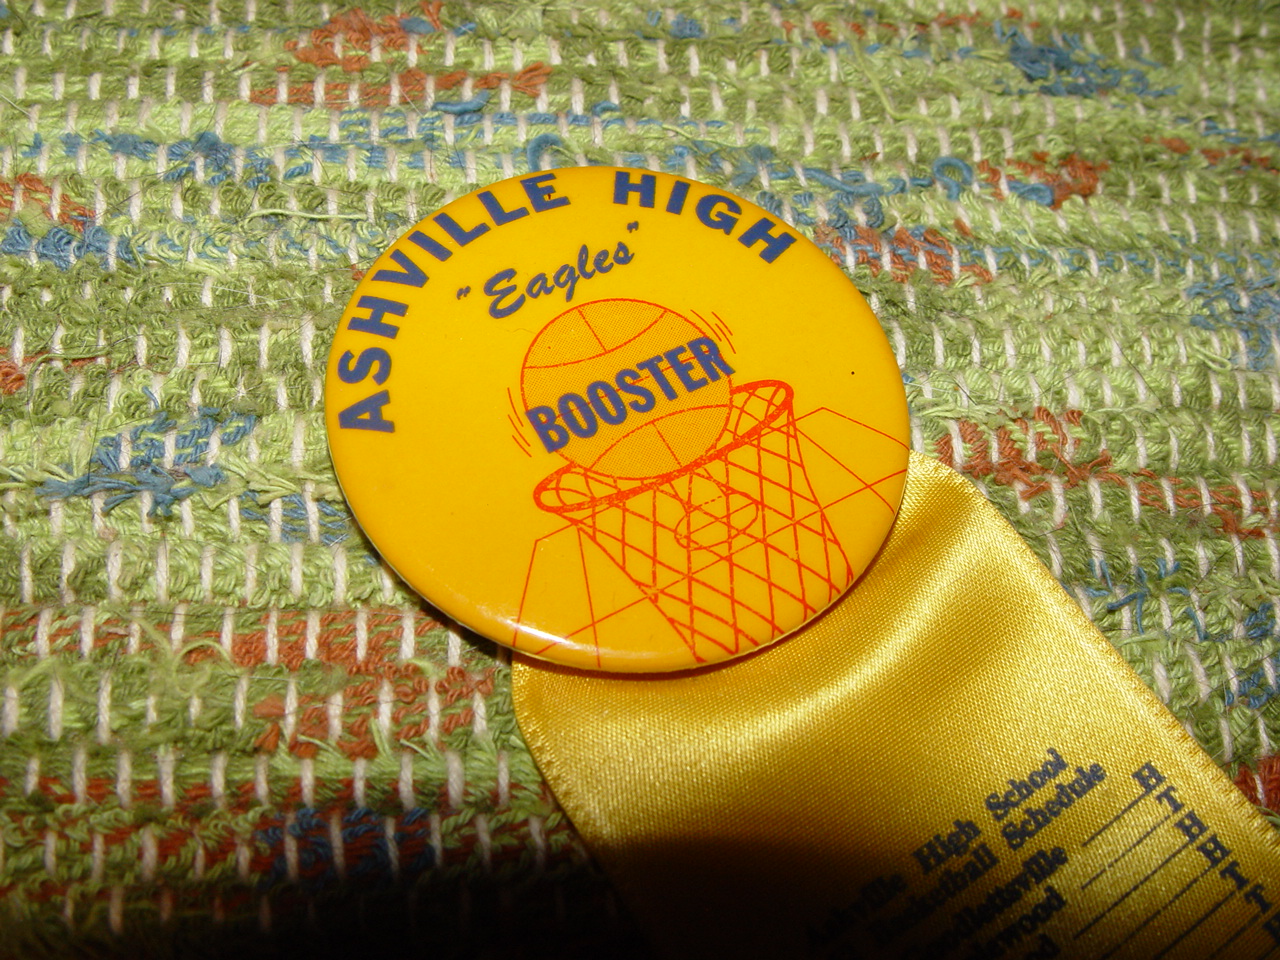 ASHVILLE HIGH
"Eagles"
BOOSTER
Ashville High School
Basketball Schedule
H
T
H
H
T
T